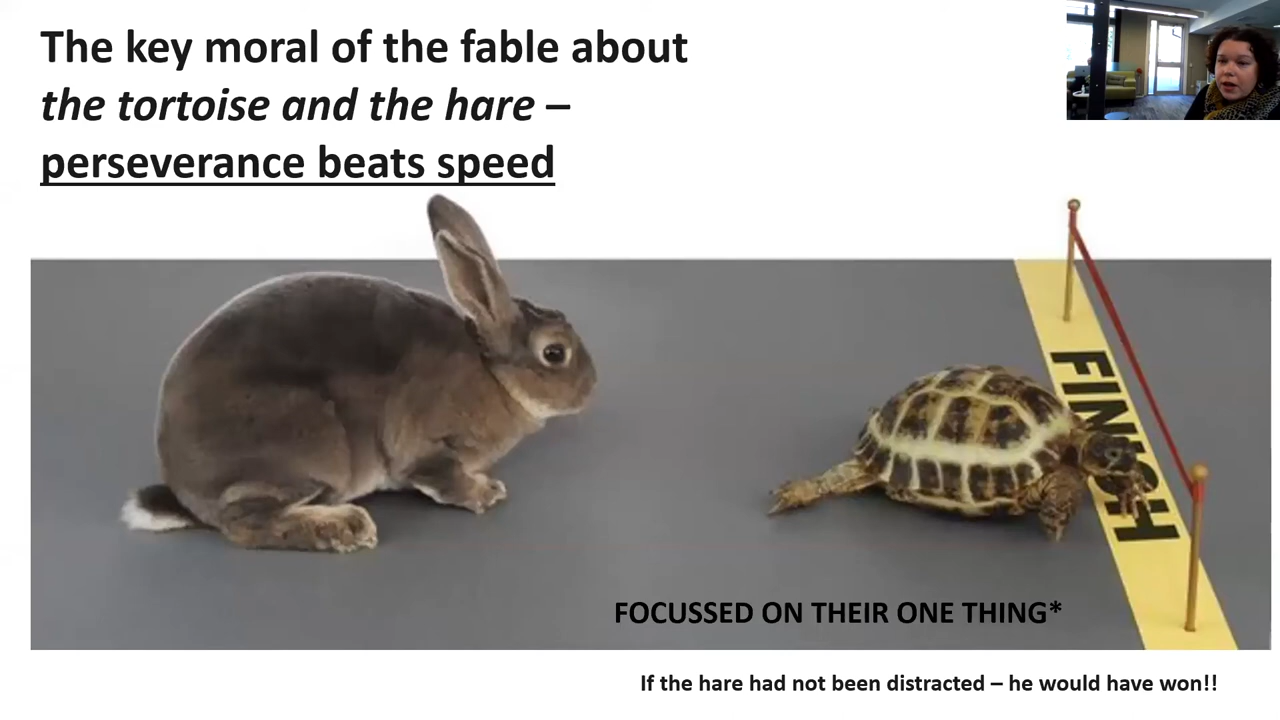 The key moral of the fable about
the tortoise and the hare –
perseverance beats speed
FINISH
FOCUSSED ON THEIR ONE THING*
If the hare had not been distracted – he would have won!!